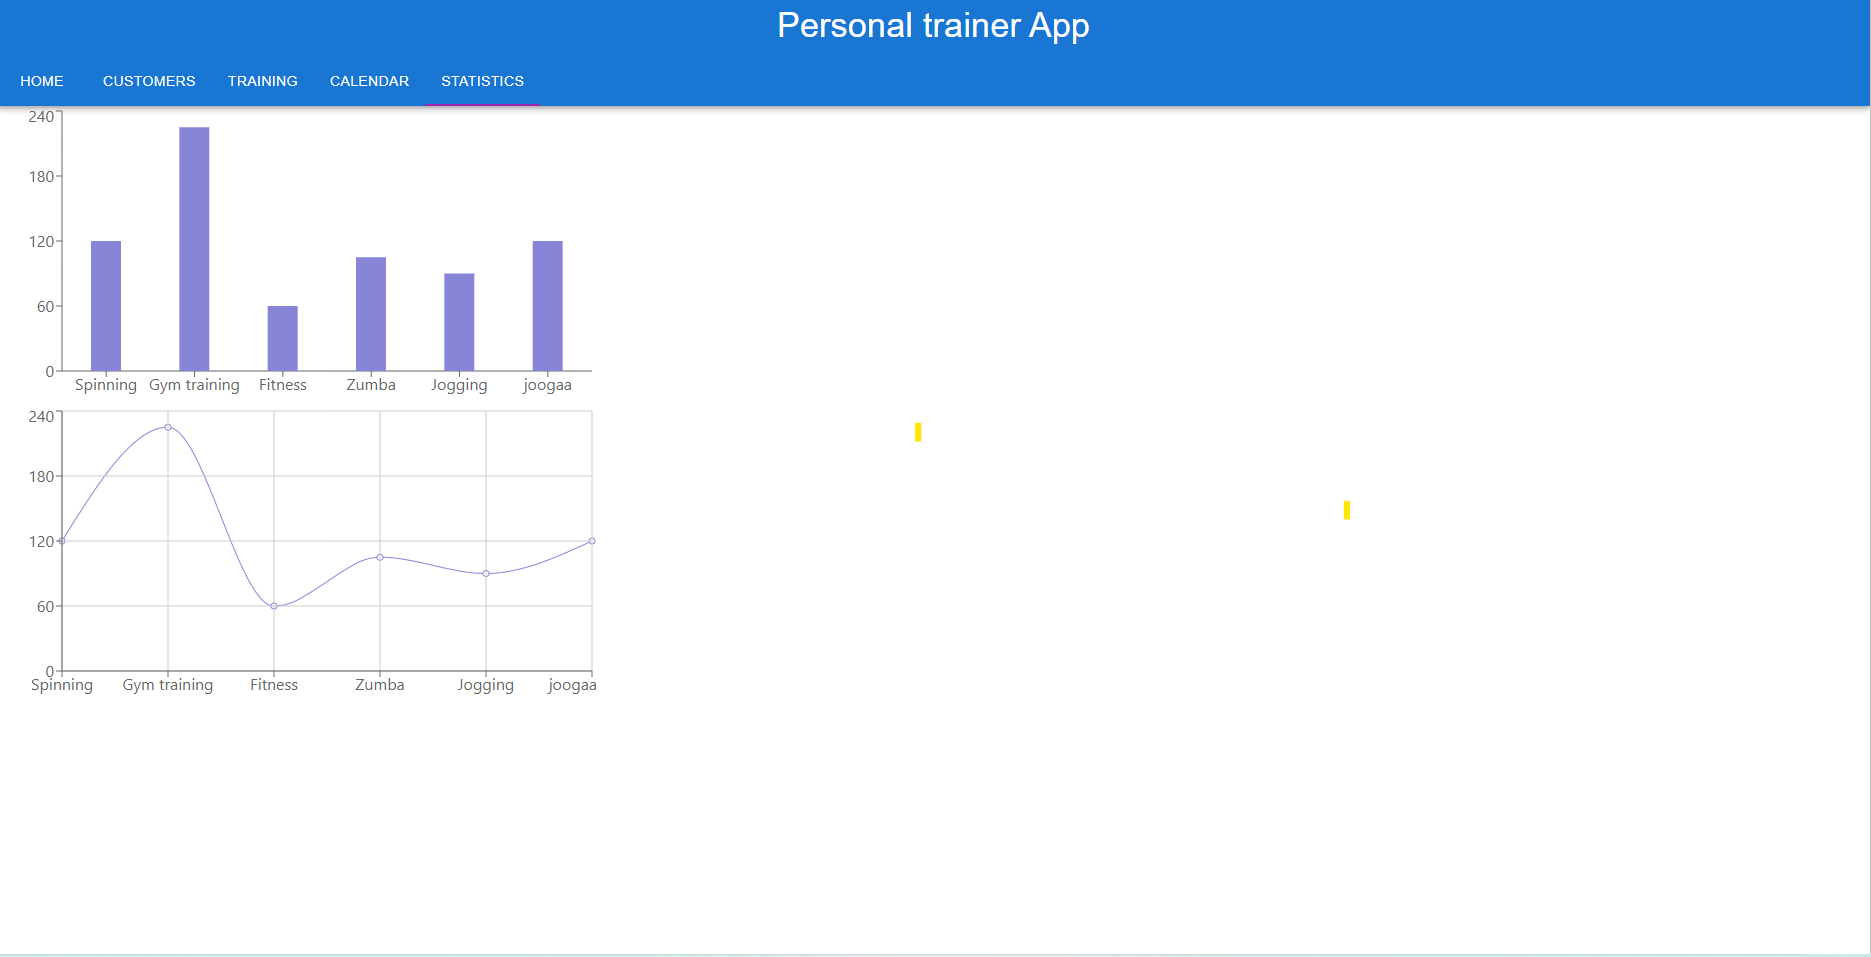 Personal trainer App
HOME CUSTOMERS TRAINING CALENDAR STATISTICS
240
180
120
60
0
Spinning Gym training Fitness Zumba Jogging joogaa
240
180
120
60
0
Spinning Gym training Fitness Zumba Jogging joogaa